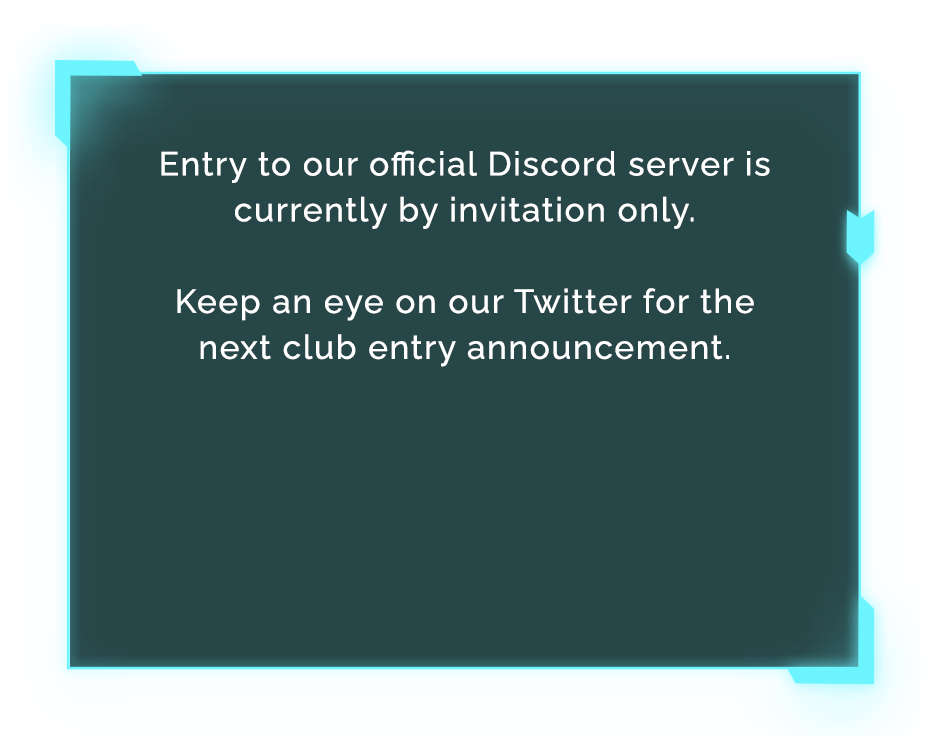 Entry to our official Discord server is
currently by invitation only.
Keep an eye on our Twitter for the
next club entry announcement.